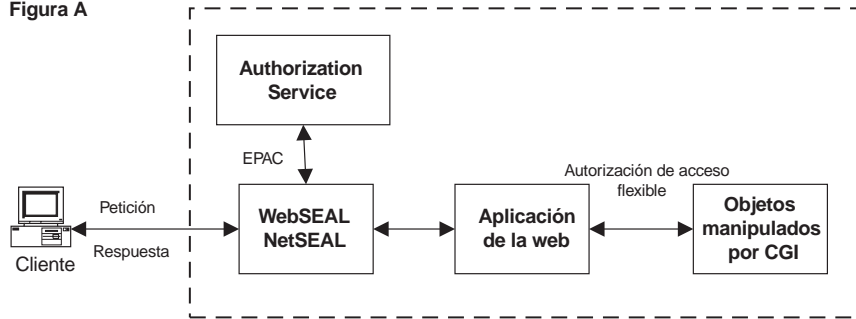 Figura A
Authorization
Service
EPAC
Autorización de acceso
flexible
Petición
Respuesta
Cliente
WebSEAL
NetSEAL
Aplicación
de la web
Objetos
manipulados
por CGI